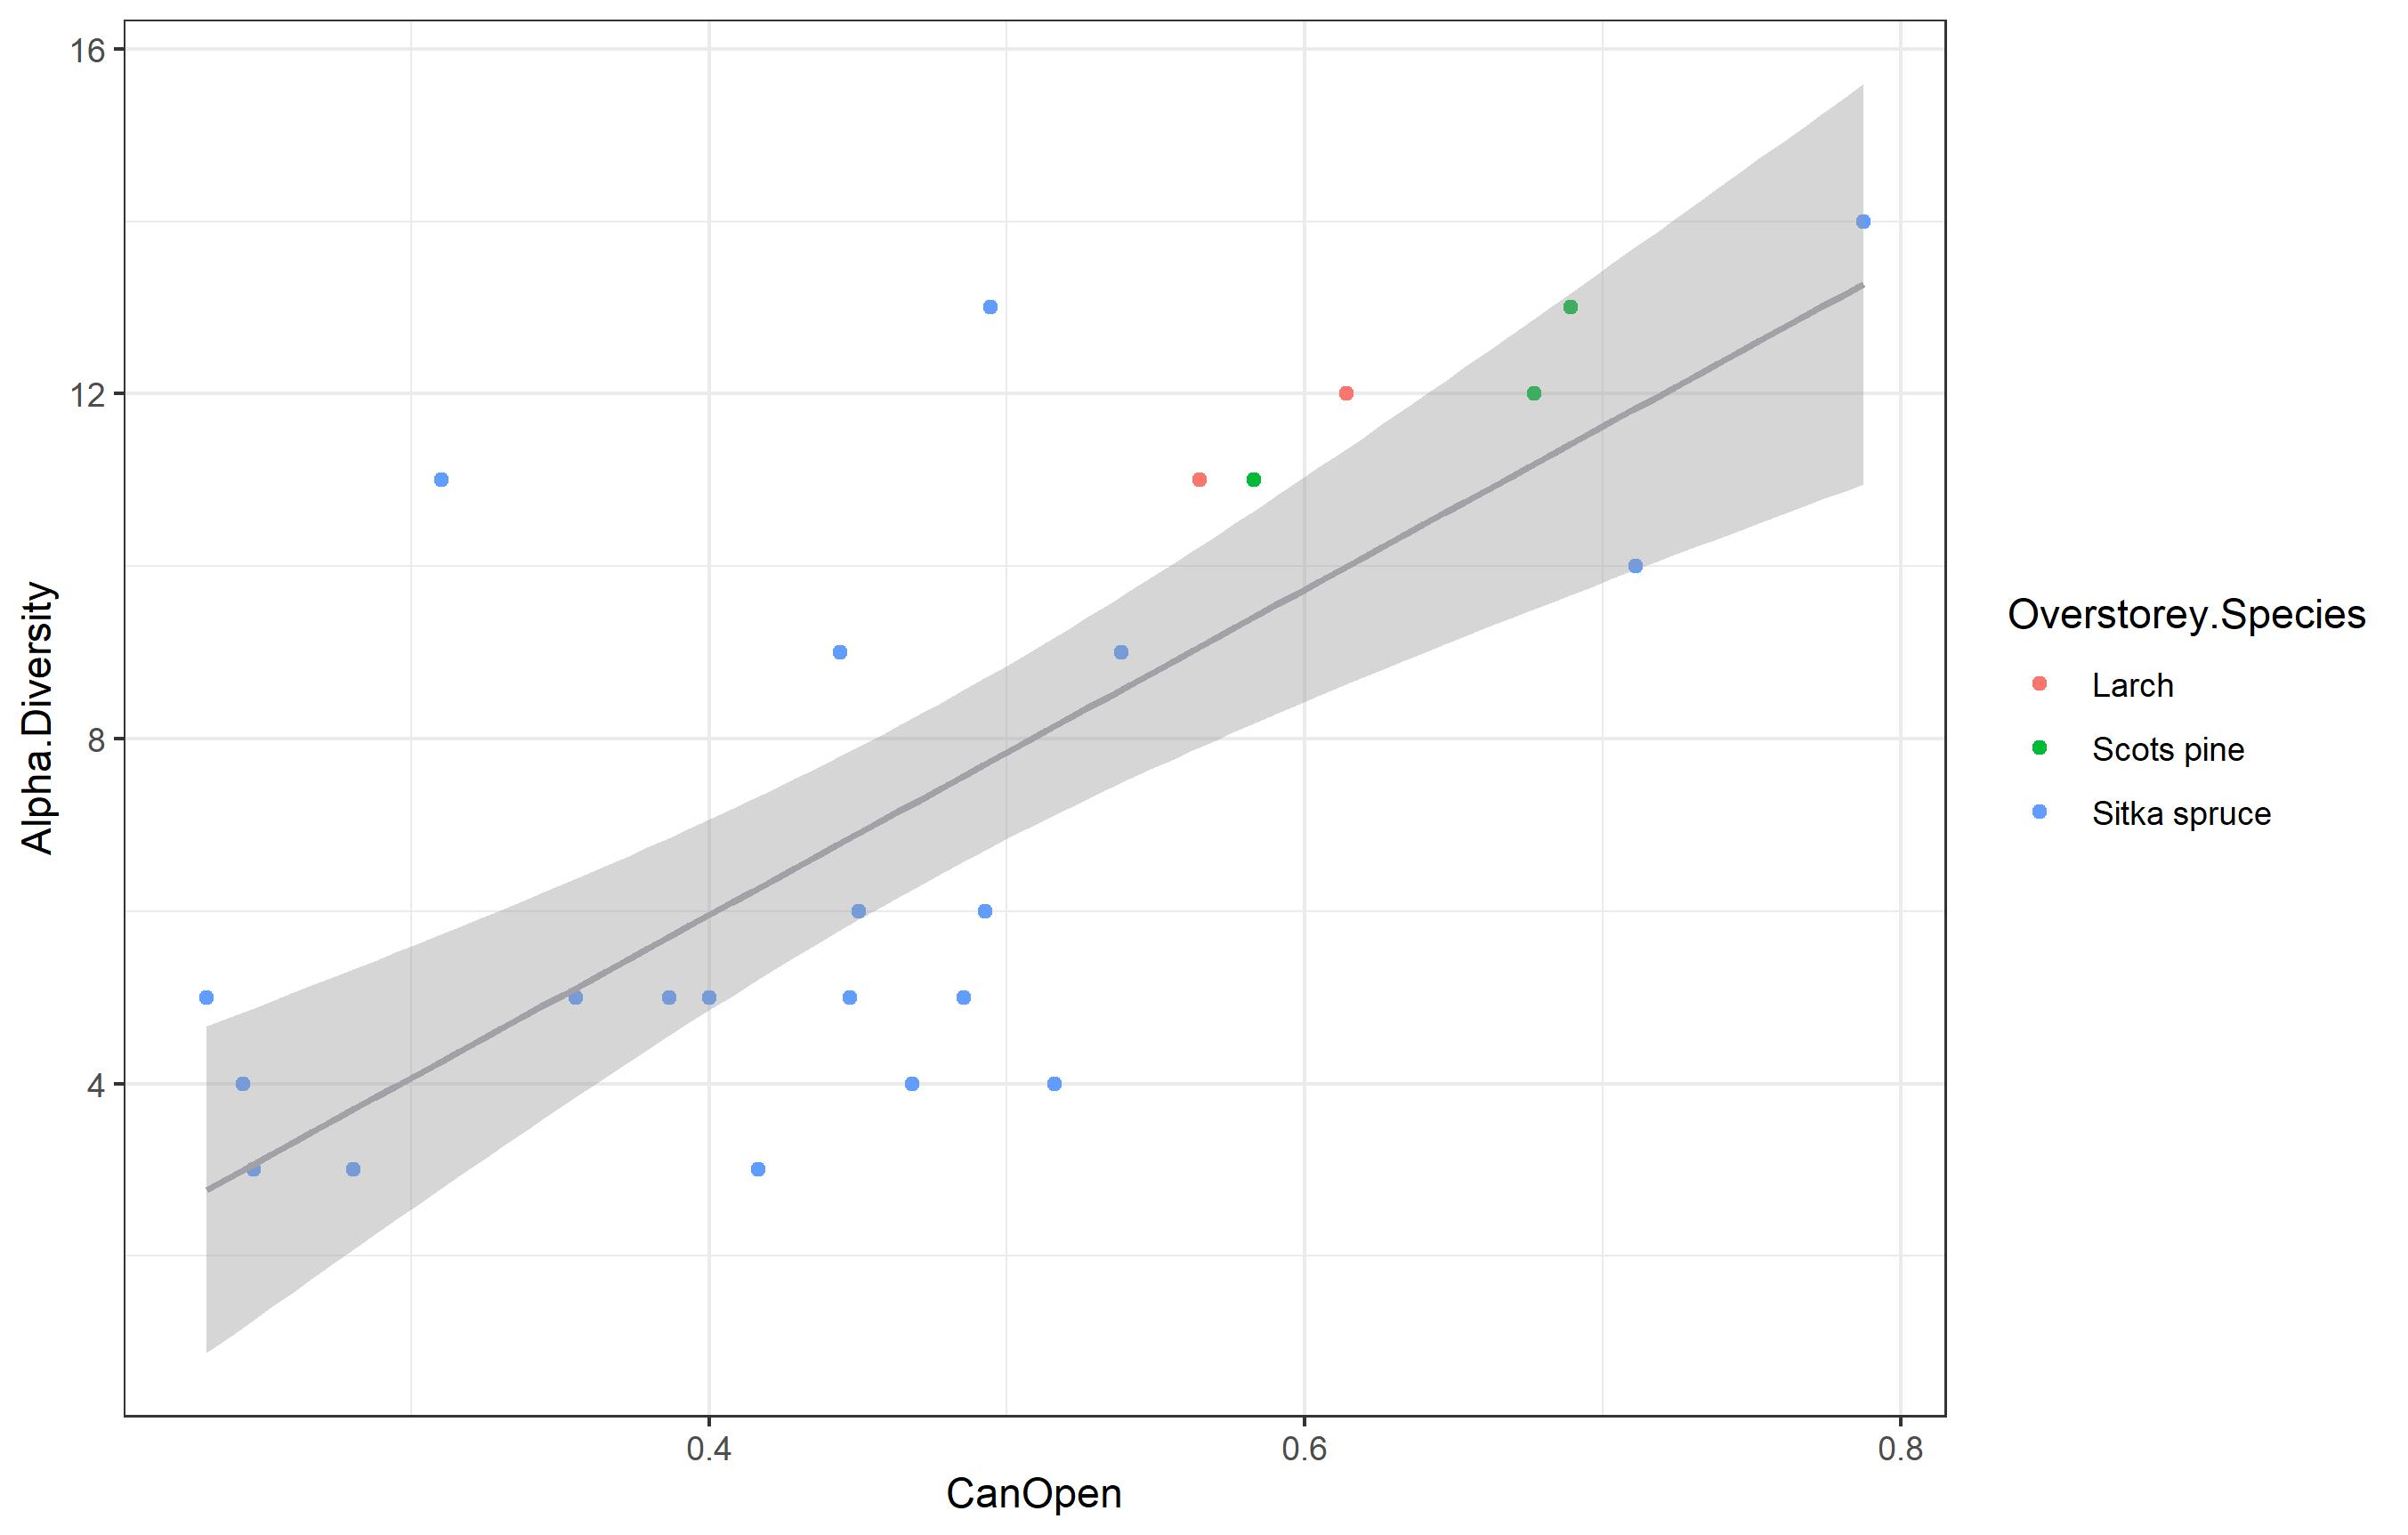 16
12
8
4
Alpha.Diversity
0.4
0.6
0.8
CanOpen
Overstorey.Species
Larch
Scots pine
Sitka spruce